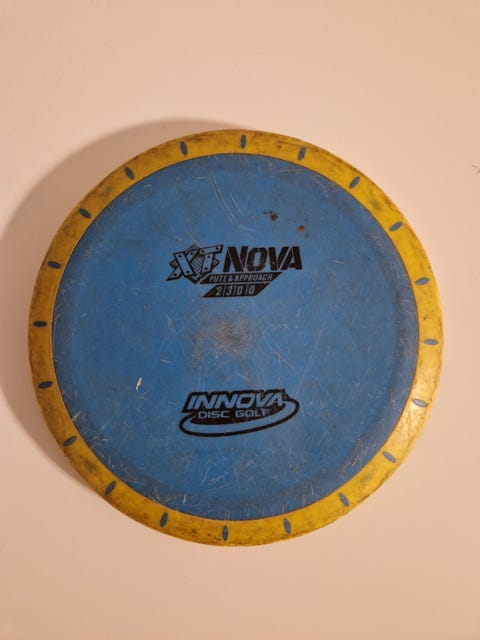 XT NOVA
PUTT & APPROACH
2|3|0|0
INNOVA
DISC GOLF